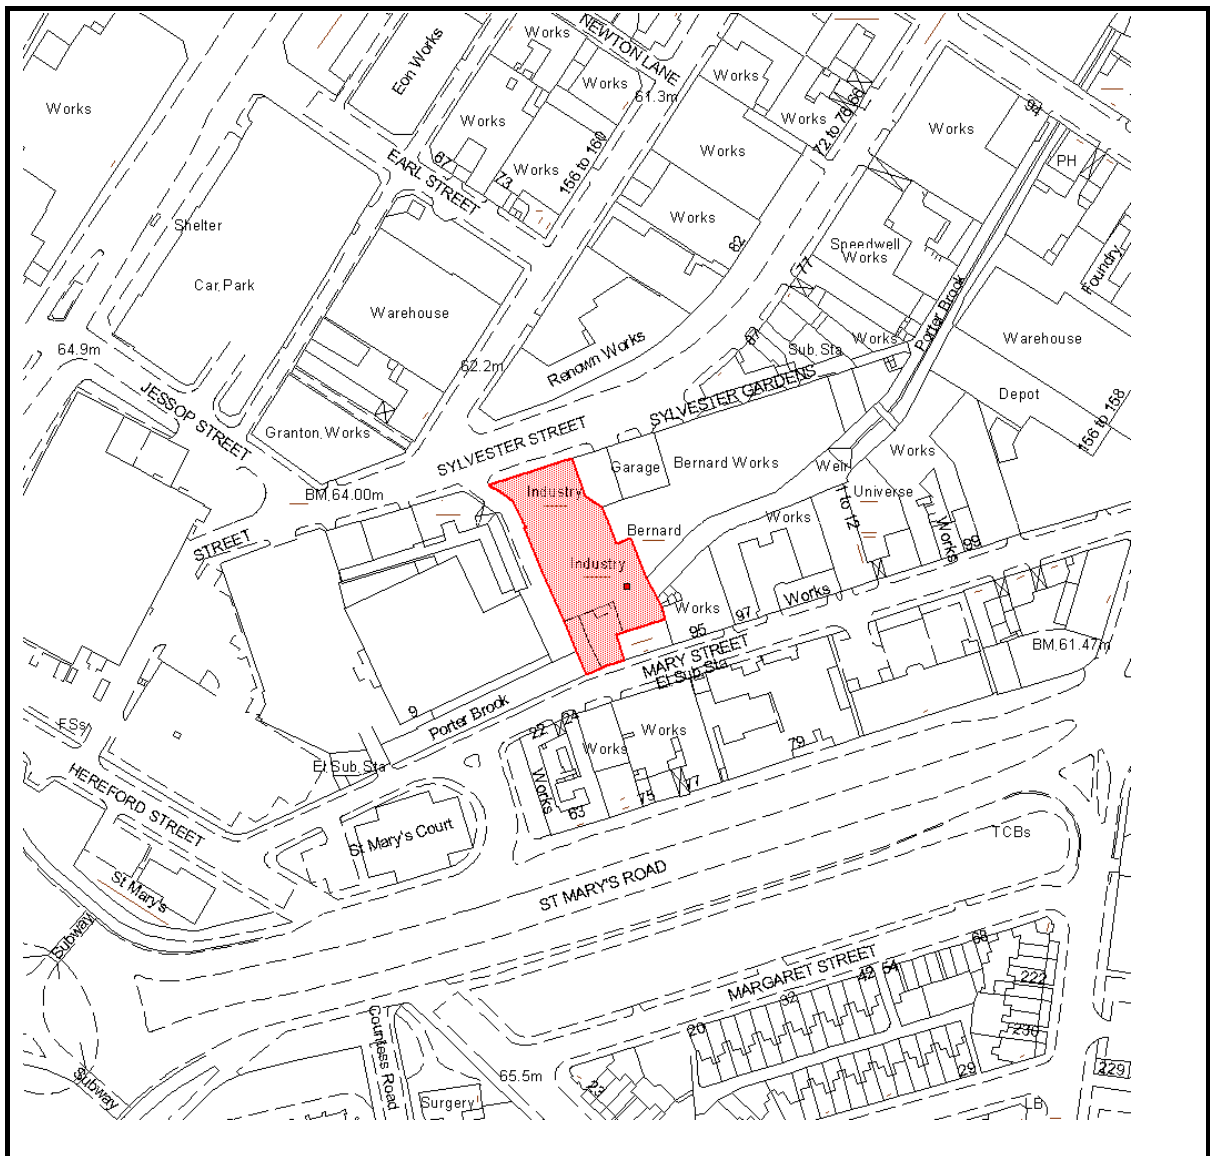 NEWTON LANE
Works
Eon Works
Works
Works
Works
61.3m
Works
Works
72 to 76
68
94
Works
PH
Works
67
73
Works
156 to 160
EARL STREET
Works
Works
Shelter
82
Speedwell
Works
77
Foundry
Car Park
Porter Brook
Warehouse
Renown Works
Works
Warehouse
64.9m
62.2m
87
Sub Sta
SYLVESTER GARDENS
JESSOP STREET
Depot
156 to 158
Granton Works
SYLVESTER STREET
Works
Garage
Bernard Works
Weir
BM 64.00m
Industry
1 to 12
Universe
Works
Works
Bernard
STREET
Industry
99
Works
Works
97
95
MARY STREET
El Sub Sta
BM 61.47m
9
Porter Brook
22
24
FSs
Works
Works
79
El Sub Sta
Works
63
75
77
HEREFORD STREET
St Mary's Court
TCBs
St Mary's
ST MARY'S ROAD
Subway
MARGARET STREET
68
54
42
32
20
222
236
Countess Road
Subway
65.5m
23
29
229
Surgery
LB